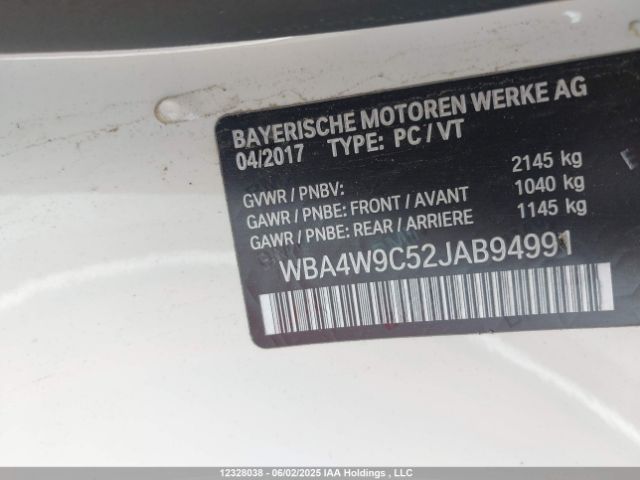 BAYERISCHE MOTOREN WERKE AG
04/2017 TYPE: PC / VT
GVWR / PNBV: 2145 kg
GAWR / PNBE: FRONT / AVANT 1040 kg
GAWR / PNBE: REAR / ARRIERE 1145 kg
WBA4W9C52JAB94991
12328038 - 06/02/2025 IAA Holdings , LLC